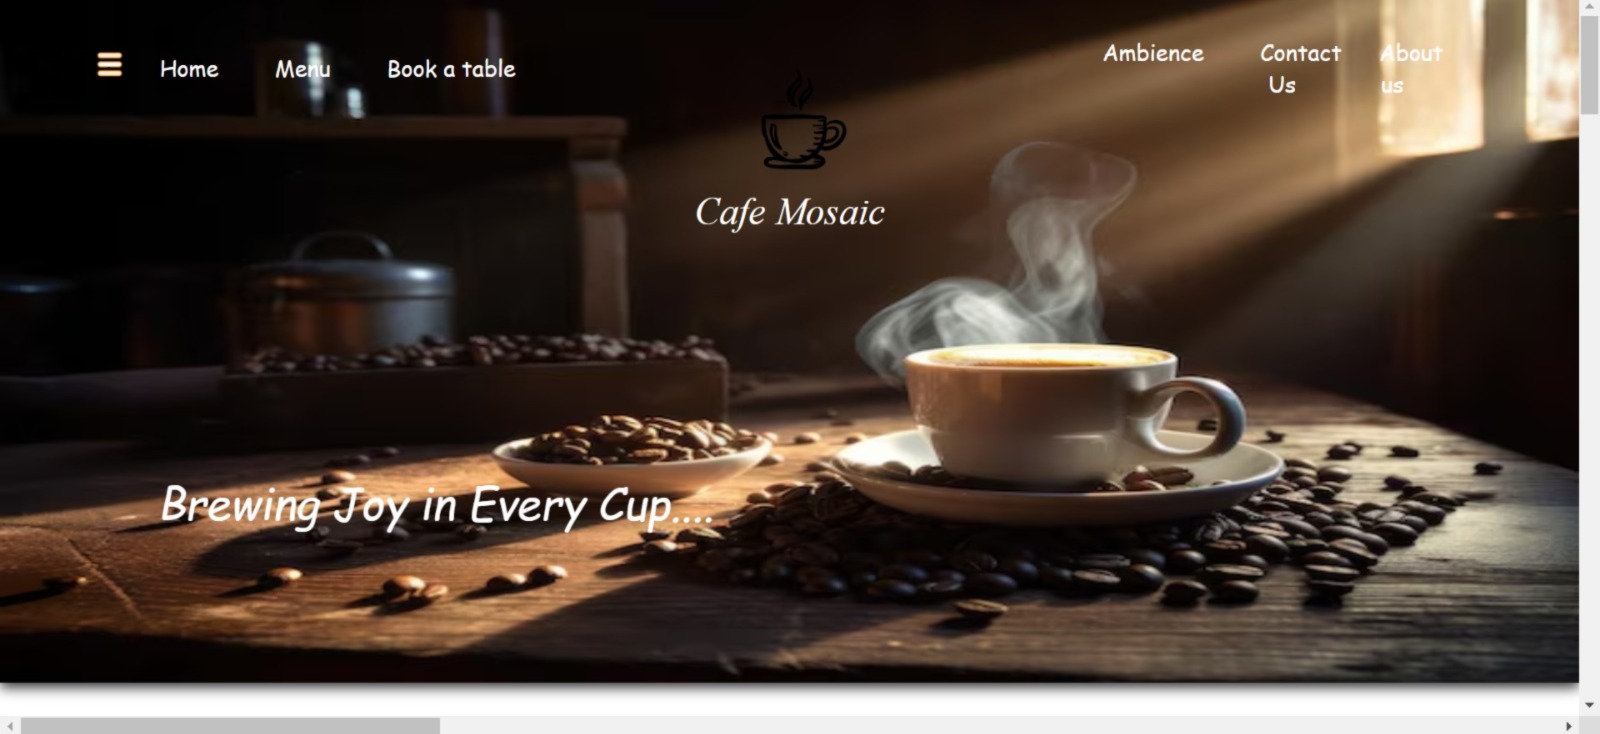 Home
Menu
Book a table
Ambience
Contact
Us
About
us
Cafe Mosaic
Brewing Joy in Every Cup....